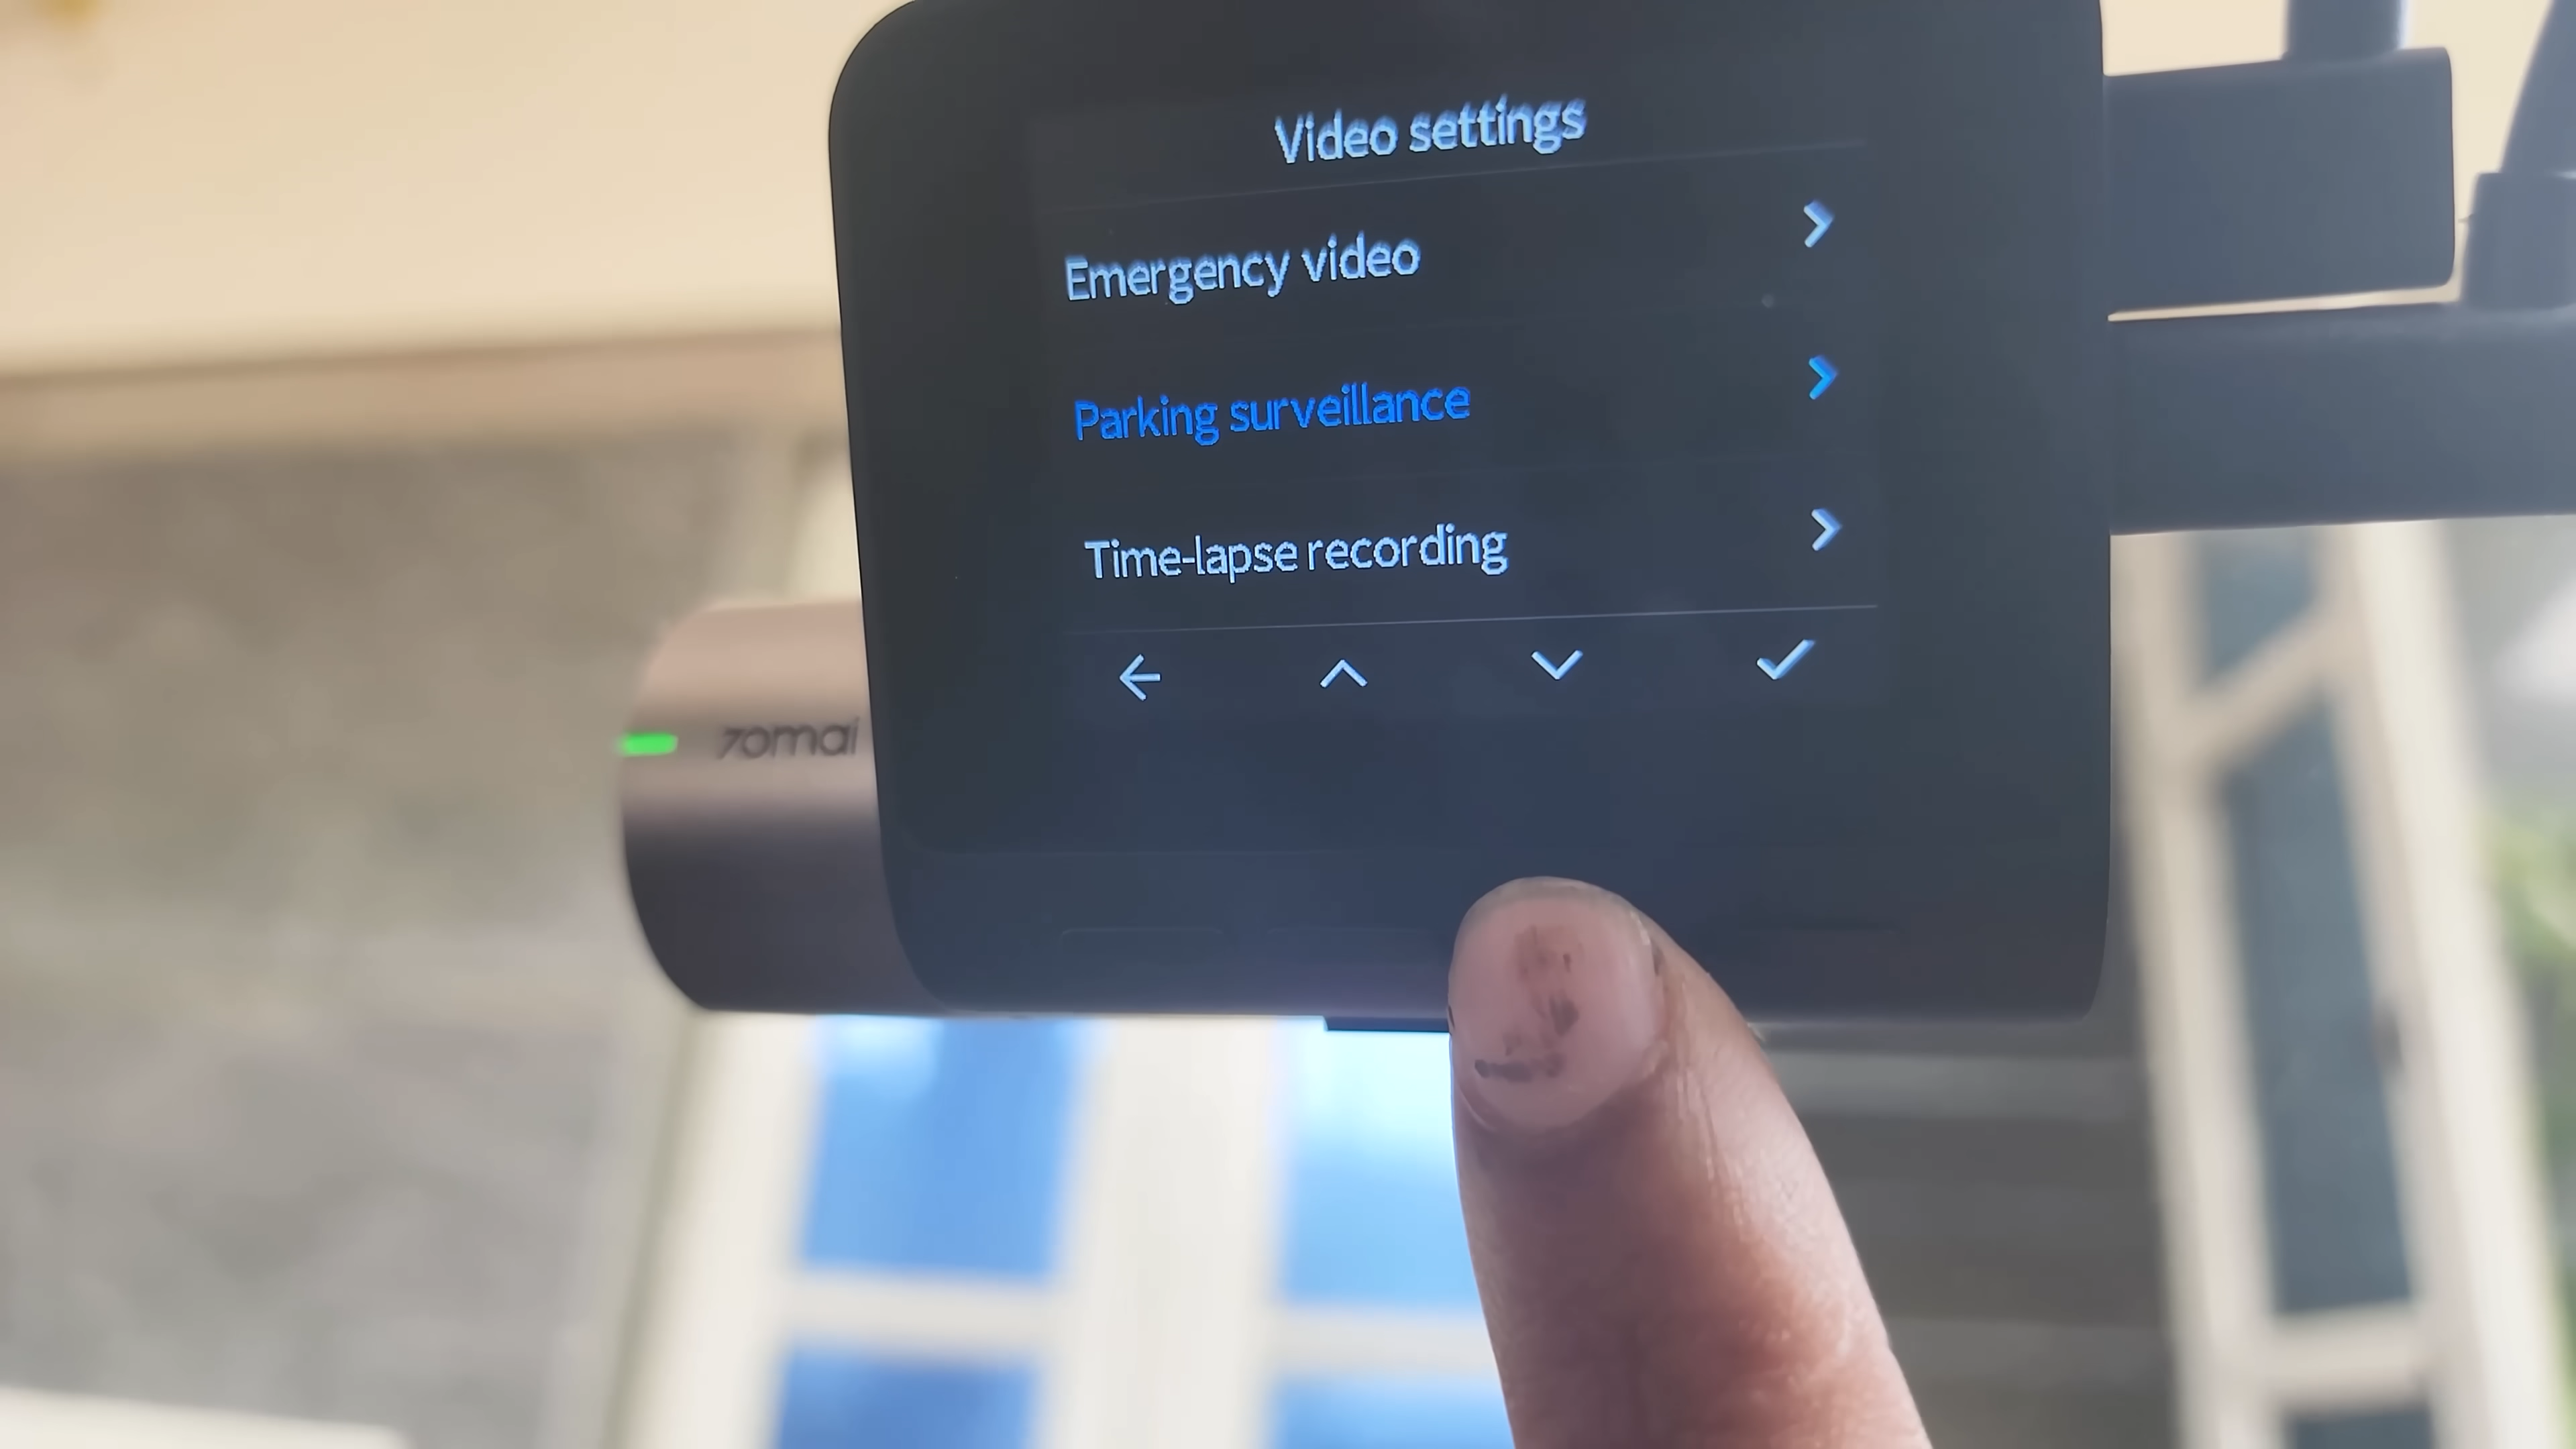 Video settings
Emergency video
Parking surveillance
Time-lapse recording
70mai